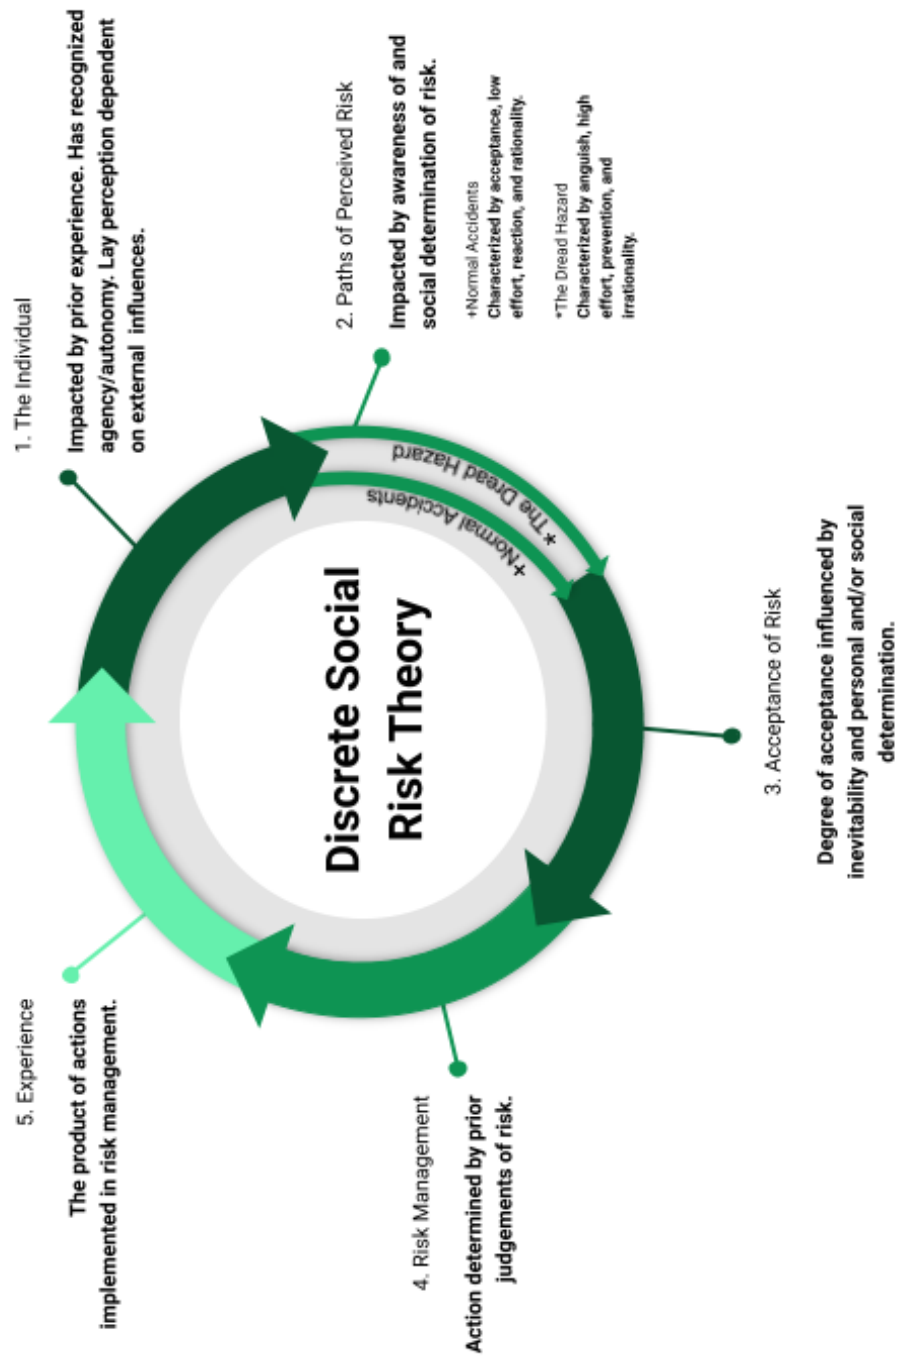 1. The Individual
Impacted by prior experience. Has recognized
agency/autonomy. Lay perception dependent
on external influences.
2. Paths of Perceived Risk
Impacted by awareness of and
social determination of risk.
+Normal Accidents
Characterized by acceptance, low
effort, reaction, and rationality.
*The Dread Hazard
Characterized by anguish, high
effort, prevention, and
irrationality.
*The Dread Hazard
+Normal Accidents
Discrete Social
Risk Theory
3. Acceptance of Risk
Degree of acceptance influenced by
inevitability and personal and/or social
determination.
4. Risk Management
Action determined by prior
judgements of risk.
5. Experience
The product of actions
implemented in risk management.